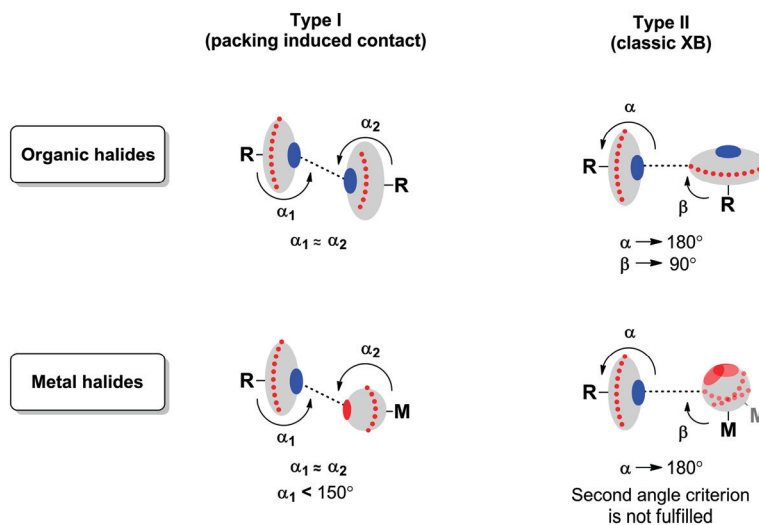 Type I
(packing induced contact)
Type II
(classic XB)
Organic halides
R
α₁
α₂
R
α₁ ≈ α₂
α
R
β
R
α → 180°
β → 90°
Metal halides
R
α₁
α₂
M
α₁ ≈ α₂
α₁ < 150°
α
R
β
M
M
α → 180°
Second angle criterion
is not fulfilled